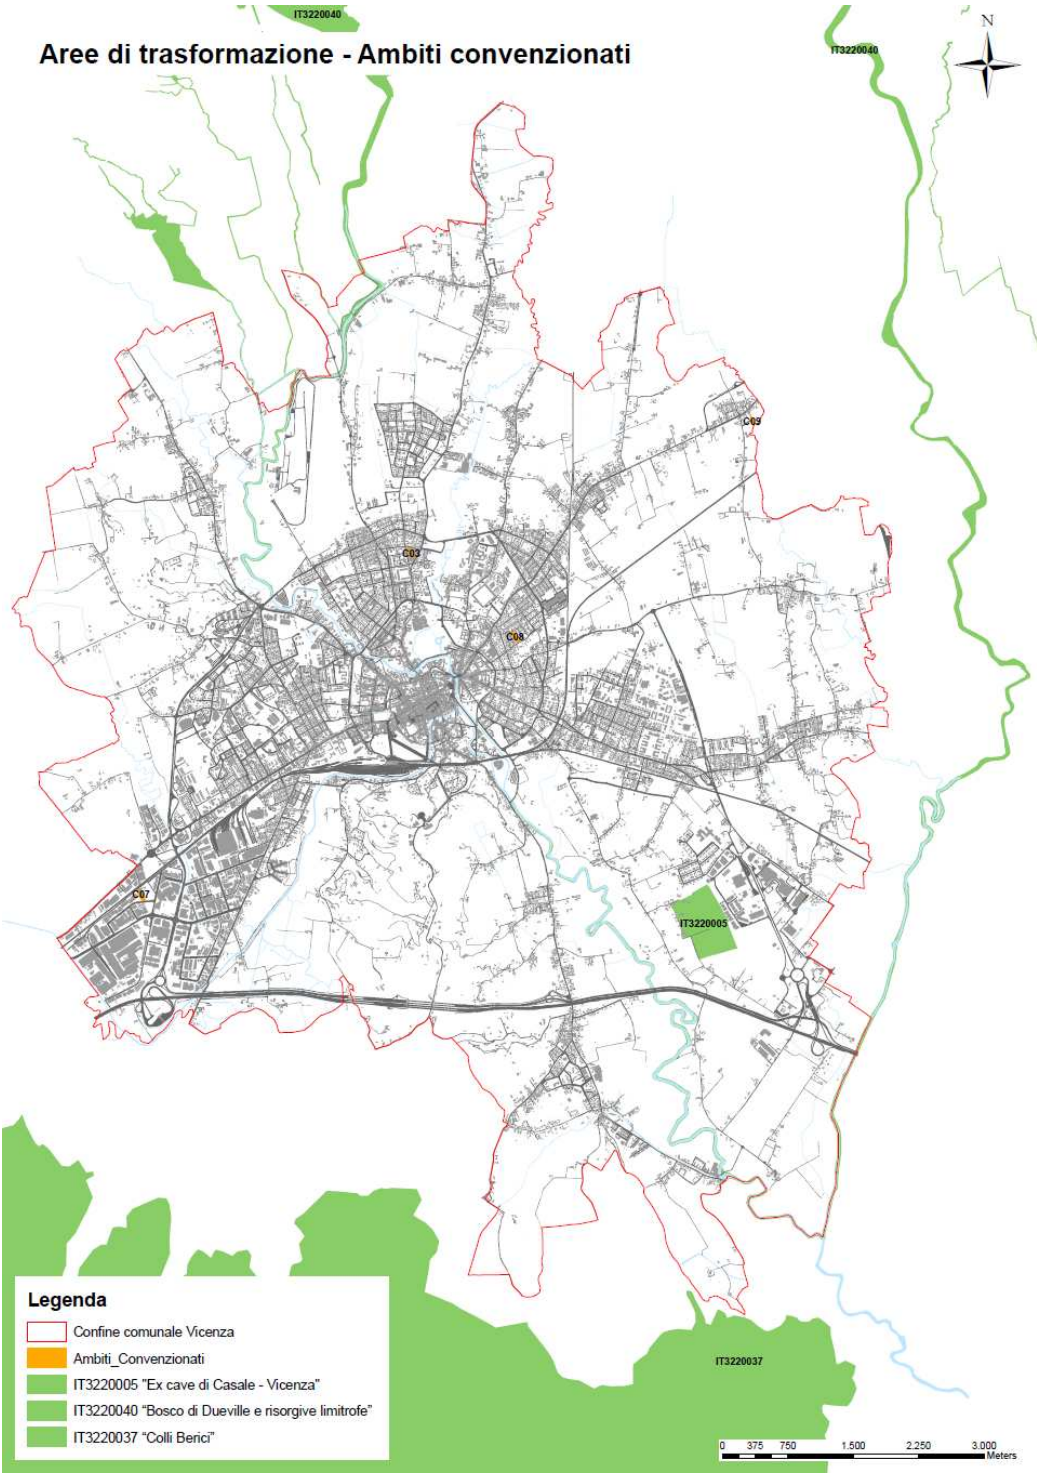 IT3220040
IT3220040
N
Aree di trasformazione - Ambiti convenzionati
C09
C03
C08
C07
IT3220005
IT3220037
Legenda
Confine comunale Vicenza
Ambiti_Convenzionati
IT3220005 "Ex cave di Casale - Vicenza"
IT3220040 “Bosco di Dueville e risorgive limitrofe”
IT3220037 “Colli Berici”
0 375 750 1.500 2.250 3.000
Meters